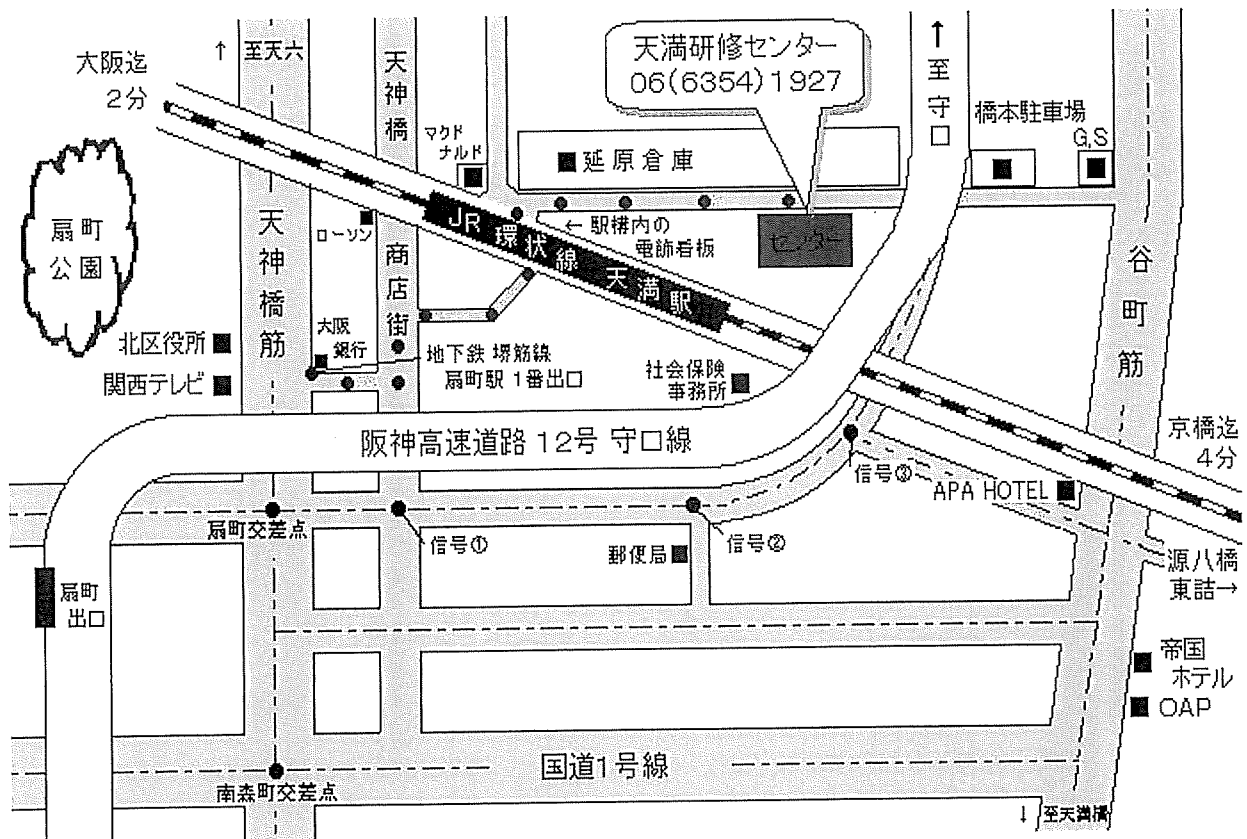 ↑
至天六
大阪迄
2分
天神橋
商店街
マクド
ナルド
天満研修センター
06(6354)1927
延原倉庫
↑至守口
橋本駐車場
G,S
扇町
公園
天神橋筋
ローソン
JR環状線 天満駅
← 駅構内の
電飾看板
センター
谷町筋
北区役所
関西テレビ
大阪
銀行
地下鉄 堺筋線
扇町駅 1番出口
社会保険
事務所
阪神高速道路 12号 守口線
京橋迄
4分
信号③
APA HOTEL
扇町交差点
信号①
信号②
郵便局
源八橋
東詰→
扇町
出口
帝国
ホテル
OAP
国道1号線
南森町交差点
↓
至天満橋